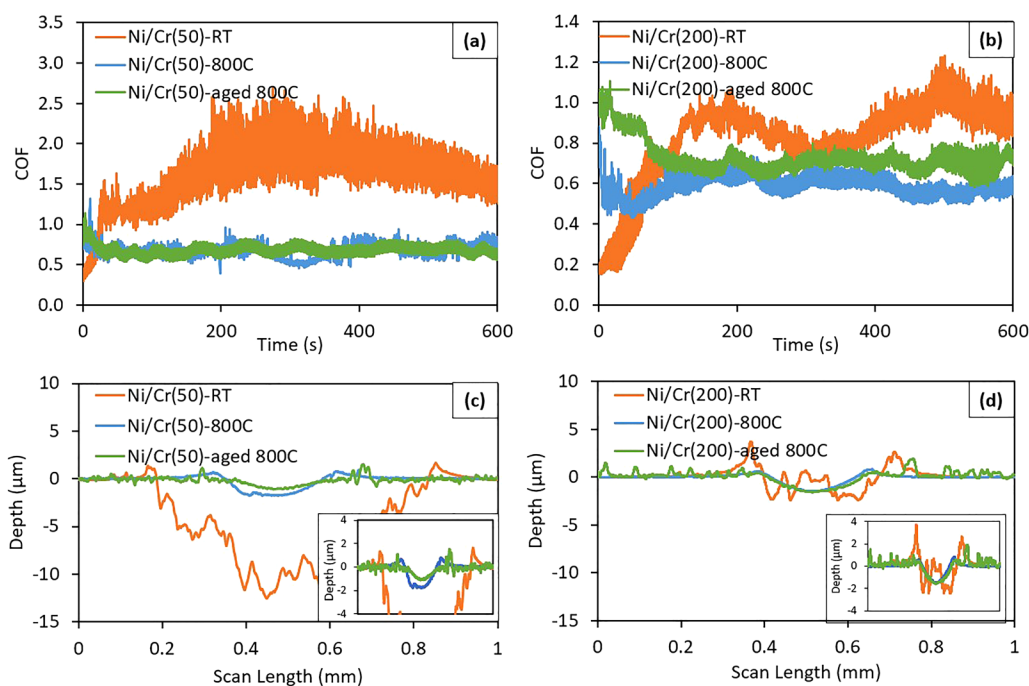 3.5
3.0
2.5
2.0
1.5
1.0
0.5
0.0
COF
Ni/Cr(50)-RT
Ni/Cr(50)-800C
Ni/Cr(50)-aged 800C
(a)
0
200
400
600
Time (s)
1.4
1.2
1.0
0.8
0.6
0.4
0.2
0.0
COF
Ni/Cr(200)-RT
Ni/Cr(200)-800C
Ni/Cr(200)-aged 800C
(b)
0
200
400
600
Time (s)
10
5
0
-5
-10
-15
Depth (µm)
Ni/Cr(50)-RT
Ni/Cr(50)-800C
Ni/Cr(50)-aged 800C
(c)
4
2
0
-2
-4
Depth (µm)
0
0.2
0.4
0.6
0.8
1
Scan Length (mm)
10
5
0
-5
-10
-15
Depth (µm)
Ni/Cr(200)-RT
Ni/Cr(200)-800C
Ni/Cr(200)-aged 800C
(d)
4
2
0
-2
-4
Depth (µm)
0
0.2
0.4
0.6
0.8
1
Scan Length (mm)